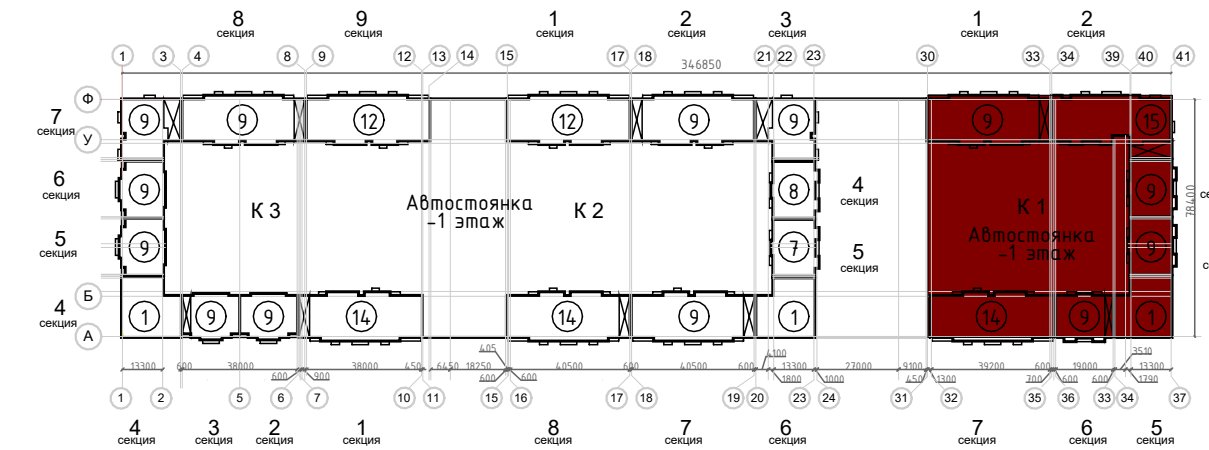 8 9 1 2 3 1 2
секция секция секция секция секция секция секция
1 3 4 8 9 12 13 14 15 17 18 21 22 23 30 33 34 39 40 41
346850
Ф
9 9 12 12 9 9 9 15
7
секция
У
6
секция
9 8 9
4
секция
К 3
Автостоянка
-1 этаж
К 2
К 1
Автостоянка
-1 этаж
78400
5
секция
9 7 9
5
секция
Б
4
секция
1 9 9 14 14 9 1 14 9 1
А
405 4100 3510
13300 600 38000 38000 450 6450 18250 40500 600 40500 600 13300 27000 9100 39200 600 19000 13300
600 900 600 600 1800 1000 450 1300 700 600 600 1790
1 2 5 6 7 10 11 15 16 17 18 19 20 23 24 31 32 35 36 33 34 37
4 3 2 1 8 7 6 7 6 5
секция секция секция секция секция секция секция секция секция секция